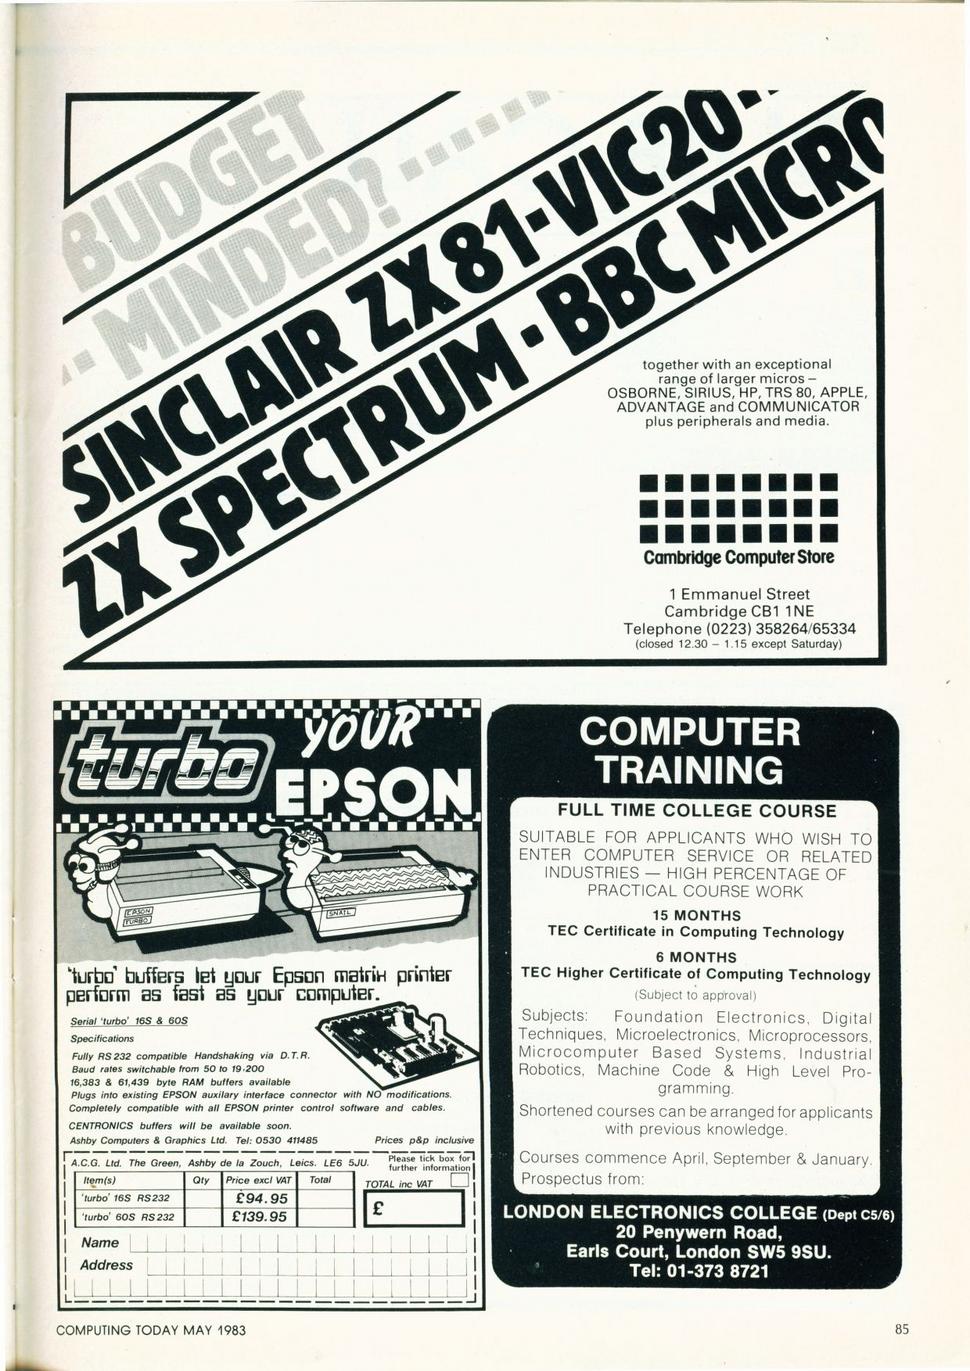 BUDGET
MINDED?
SINCLAIR ZX81-VIC20-
ZX SPECTRUM-BBC MICRO
together with an exceptional
range of larger micros –
OSBORNE, SIRIUS, HP, TRS 80, APPLE,
ADVANTAGE and COMMUNICATOR
plus peripherals and media.
Cambridge Computer Store
1 Emmanuel Street
Cambridge CB1 1NE
Telephone (0223) 358264/65334
(closed 12.30 – 1.15 except Saturday)
turbo YOUR
EPSON
EPSON
TURBO
SNAIL
'turbo' buffers let your Epson matrix printer
perform as fast as your computer.
Serial 'turbo' 16S & 60S
Specifications
Fully RS232 compatible Handshaking via D.T.R.
Baud rates switchable from 50 to 19·200
16,383 & 61,439 byte RAM buffers available
Plugs into existing EPSON auxilary interface connector with NO modifications.
Completely compatible with all EPSON printer control software and cables.
CENTRONICS buffers will be available soon.
Ashby Computers & Graphics Ltd. Tel: 0530 411485 Prices p&p inclusive
A.C.G. Ltd. The Green, Ashby de la Zouch, Leics. LE6 5JU. Please tick box for
further information
Item(s) Qty Price excl VAT Total TOTAL inc VAT
'turbo' 16S RS232 £94.95
£
'turbo' 60S RS232 £139.95
Name
Address
COMPUTER
TRAINING
FULL TIME COLLEGE COURSE
SUITABLE FOR APPLICANTS WHO WISH TO
ENTER COMPUTER SERVICE OR RELATED
INDUSTRIES — HIGH PERCENTAGE OF
PRACTICAL COURSE WORK
15 MONTHS
TEC Certificate in Computing Technology
6 MONTHS
TEC Higher Certificate of Computing Technology
(Subject to approval)
Subjects: Foundation Electronics, Digital
Techniques, Microelectronics, Microprocessors,
Microcomputer Based Systems, Industrial
Robotics, Machine Code & High Level Pro-
gramming.
Shortened courses can be arranged for applicants
with previous knowledge.
Courses commence April, September & January.
Prospectus from:
LONDON ELECTRONICS COLLEGE (Dept C5/6)
20 Penywern Road,
Earls Court, London SW5 9SU.
Tel: 01-373 8721
COMPUTING TODAY MAY 1983
85